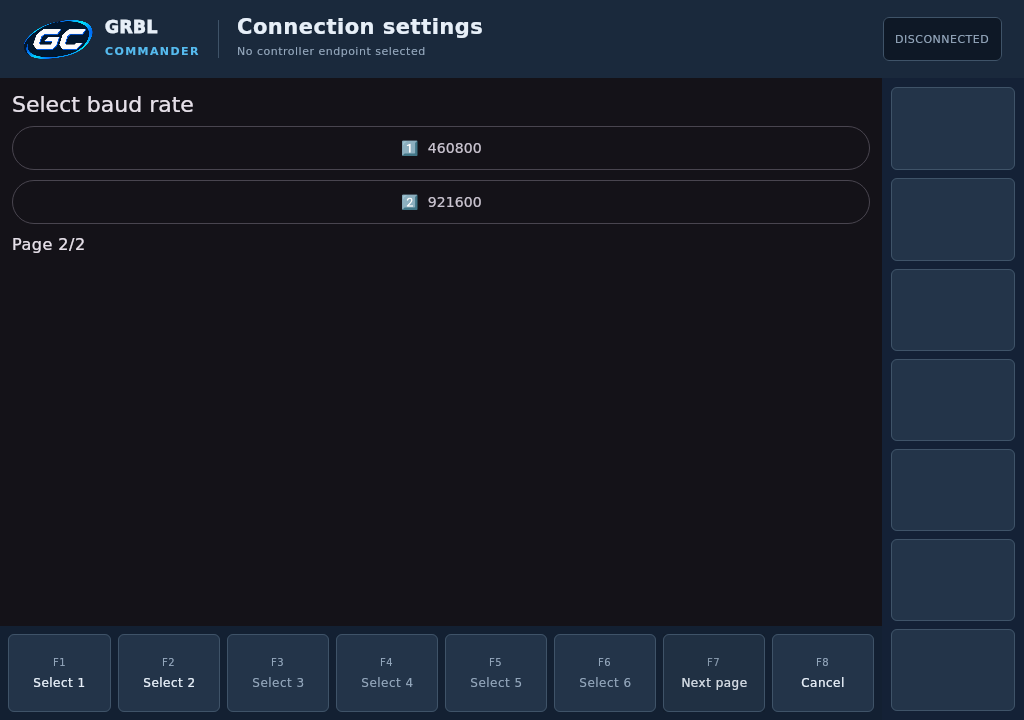 GC
GRBL
COMMANDER
Connection settings
No controller endpoint selected
DISCONNECTED
Select baud rate
1️⃣ 460800
2️⃣ 921600
Page 2/2
F1
Select 1
F2
Select 2
F3
Select 3
F4
Select 4
F5
Select 5
F6
Select 6
F7
Next page
F8
Cancel